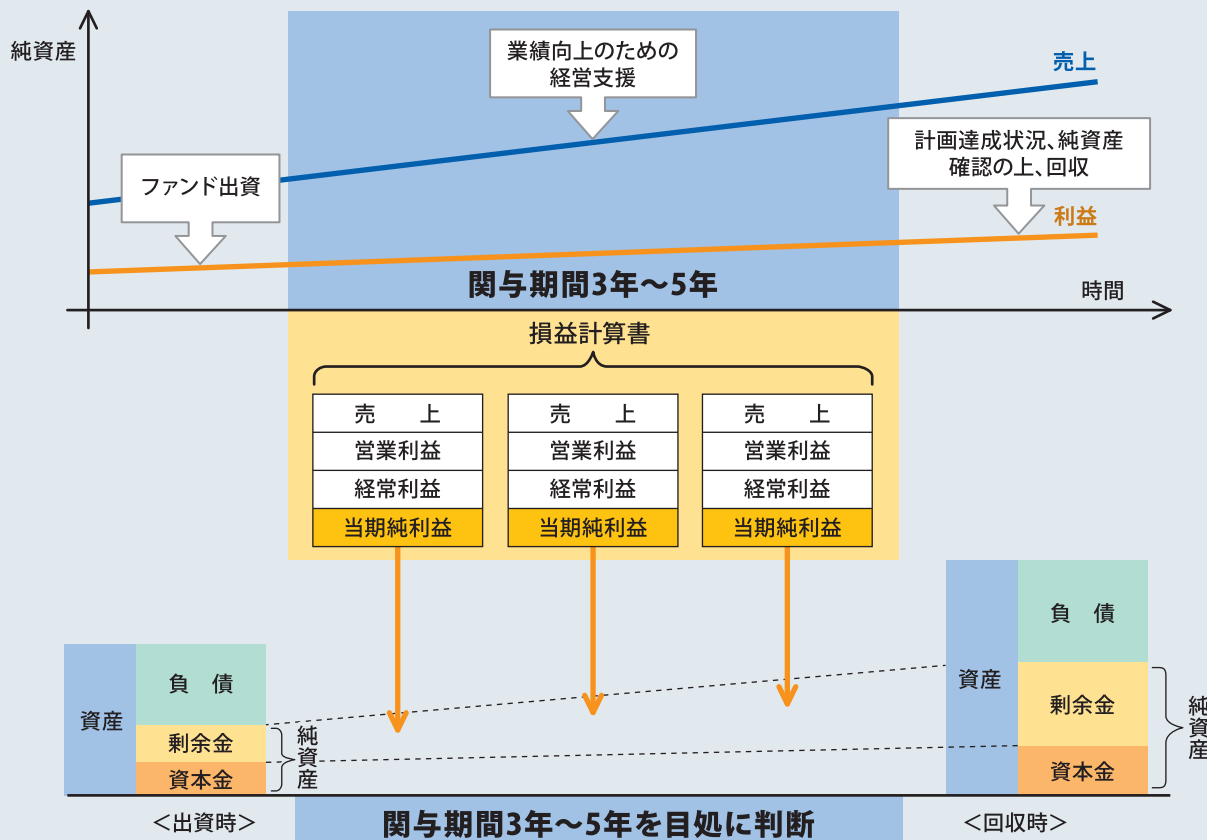 純資産
業績向上のための
経営支援
売上
ファンド出資
計画達成状況、純資産
確認の上、回収
利益
関与期間3年～5年
時間
損益計算書
売　上
営業利益
経常利益
当期純利益
売　上
営業利益
経常利益
当期純利益
売　上
営業利益
経常利益
当期純利益
資産
負　債
剰余金
資本金
純資産
資産
負　債
剰余金
資本金
純資産
＜出資時＞
関与期間3年～5年を目処に判断
＜回収時＞